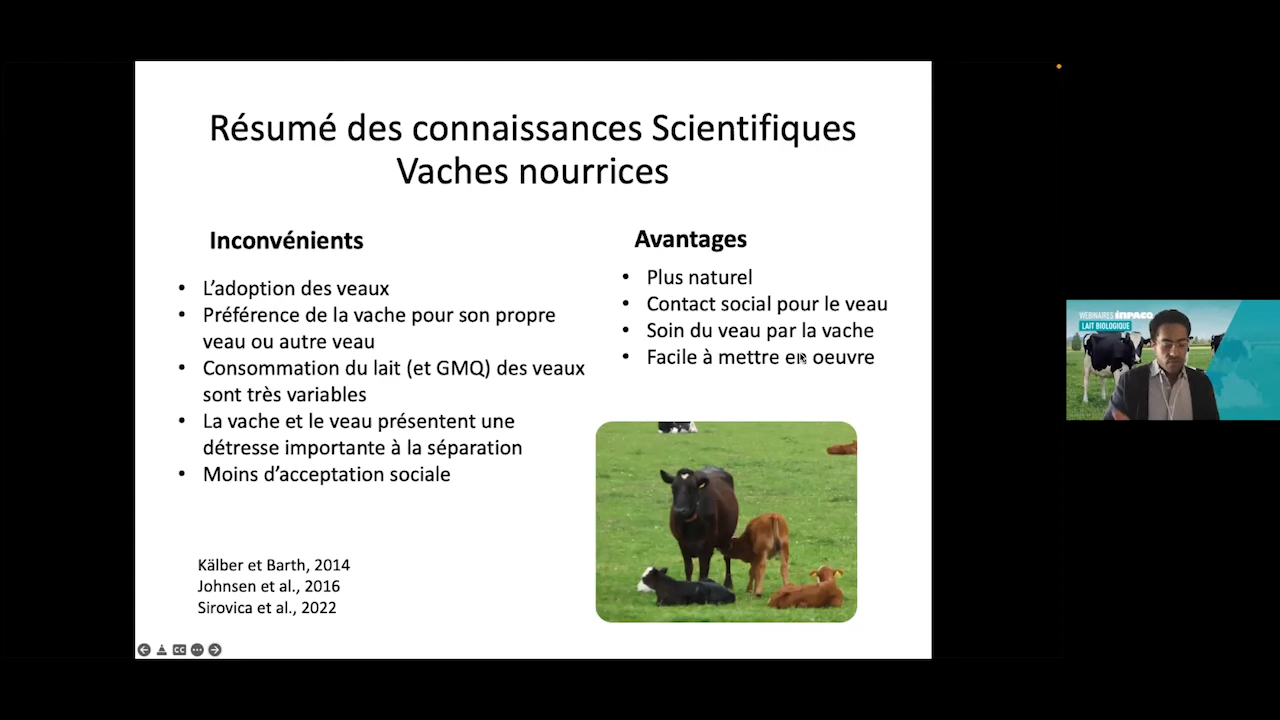 Résumé des connaissances Scientifiques
Vaches nourrices
Inconvénients
• L'adoption des veaux
• Préférence de la vache pour son propre
veau ou autre veau
• Consommation du lait (et GMQ) des veaux
sont très variables
• La vache et le veau présentent une
détresse importante à la séparation
• Moins d'acceptation sociale
Kälber et Barth, 2014
Johnsen et al., 2016
Sirovica et al., 2022
Avantages
• Plus naturel
• Contact social pour le veau
• Soin du veau par la vache
• Facile à mettre en oeuvre
CC
WEBINAIRES INPACQ
LAIT BIOLOGIQUE